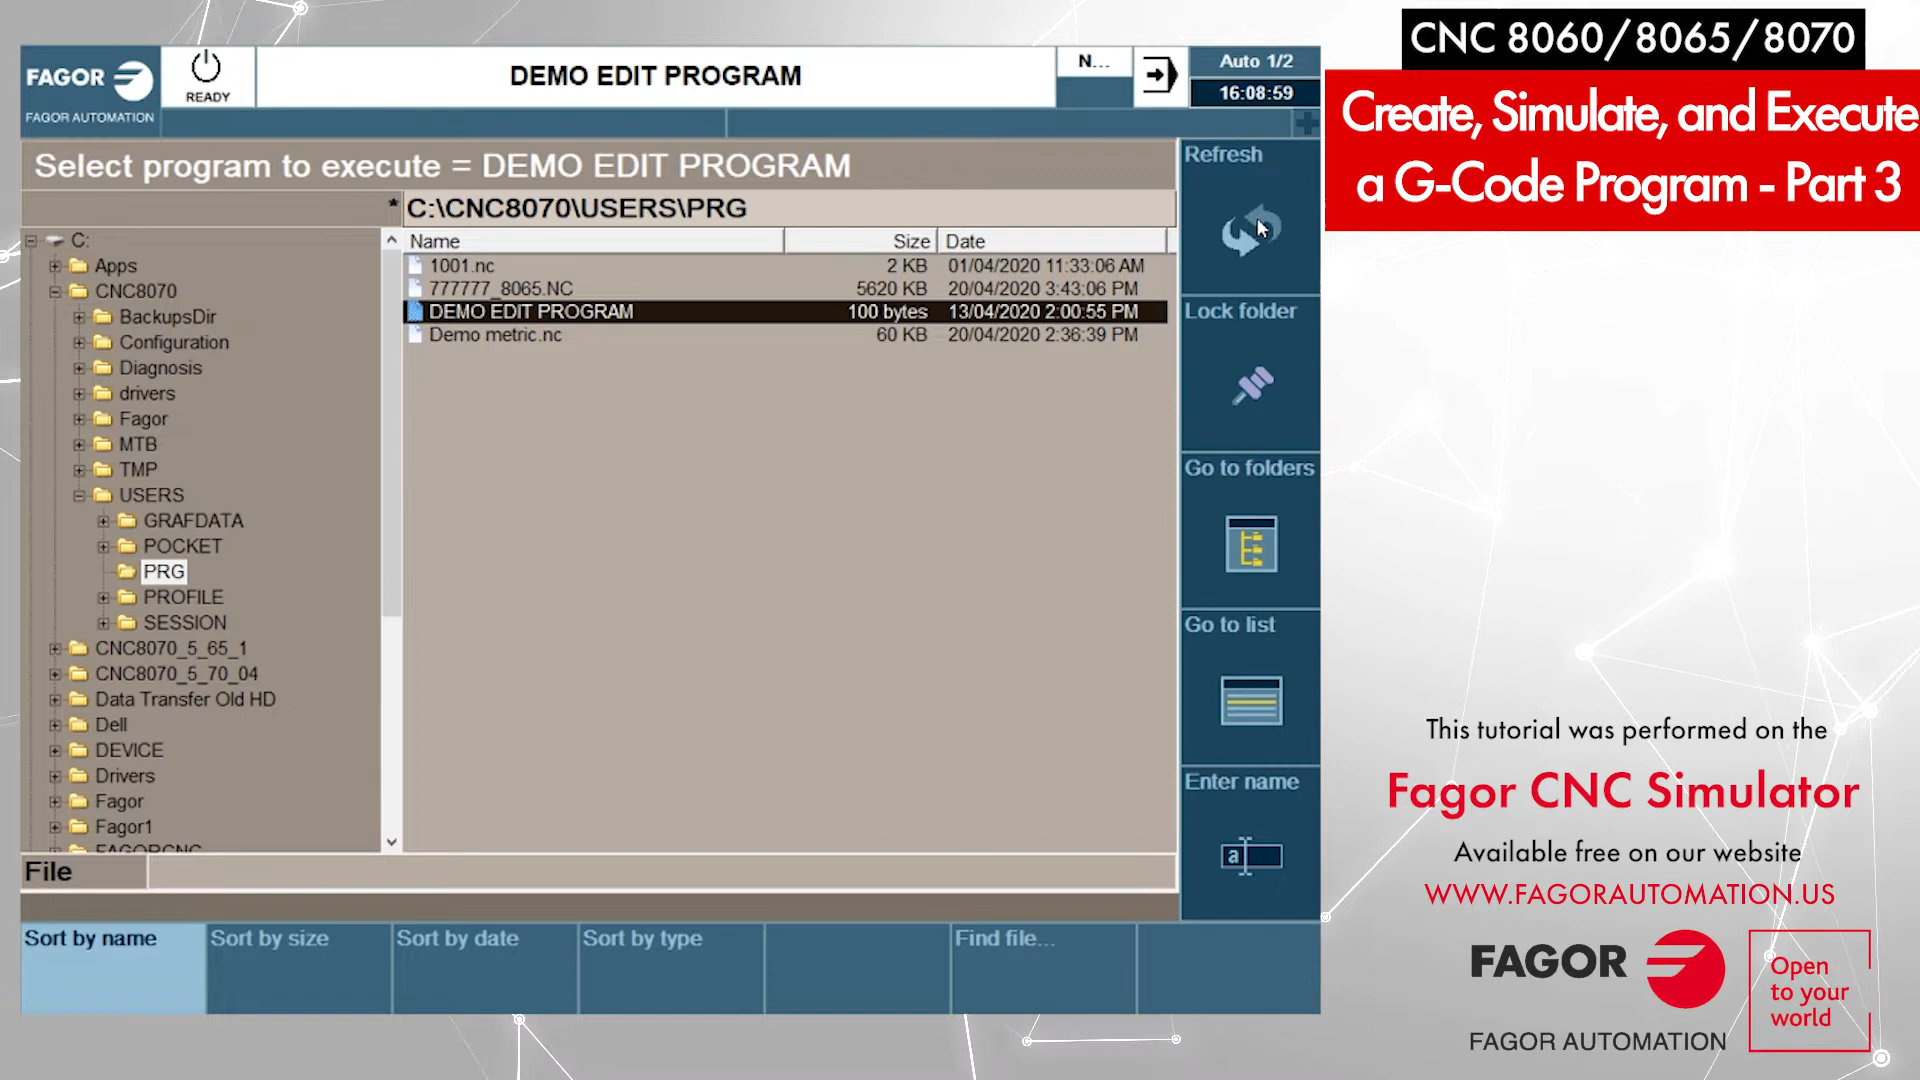 CNC 8060/8065/8070
Create, Simulate, and Execute
a G-Code Program - Part 3
FAGOR
FAGOR AUTOMATION
READY
DEMO EDIT PROGRAM
N...
Auto 1/2
16:08:59
Select program to execute = DEMO EDIT PROGRAM
* C:\CNC8070\USERS\PRG
C:
Apps
CNC8070
BackupsDir
Configuration
Diagnosis
drivers
Fagor
MTB
TMP
USERS
GRAFDATA
POCKET
PRG
PROFILE
SESSION
CNC8070_5_65_1
CNC8070_5_70_04
Data Transfer Old HD
Dell
DEVICE
Drivers
Fagor
Fagor1
FAGORCNC
Name Size Date
1001.nc 2 KB 01/04/2020 11:33:06 AM
777777_8065.NC 5620 KB 20/04/2020 3:43:06 PM
DEMO EDIT PROGRAM 100 bytes 13/04/2020 2:00:55 PM
Demo metric.nc 60 KB 20/04/2020 2:36:39 PM
Refresh
Lock folder
Go to folders
Go to list
Enter name
a
File
Sort by name Sort by size Sort by date Sort by type Find file...
This tutorial was performed on the
Fagor CNC Simulator
Available free on our website
WWW.FAGORAUTOMATION.US
FAGOR
FAGOR AUTOMATION
Open
to your
world